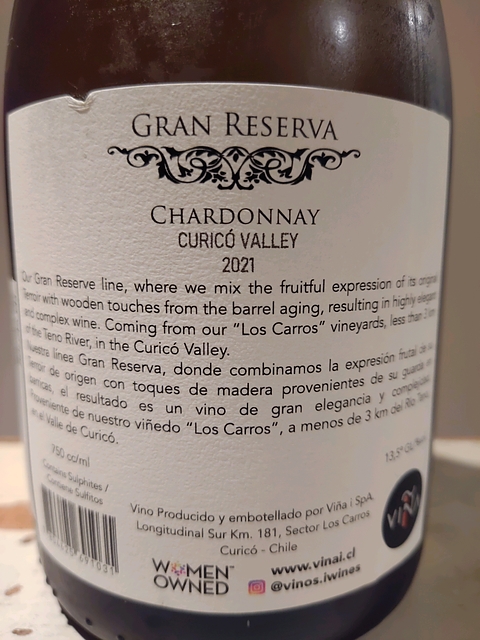 GRAN RESERVA
CHARDONNAY
CURICÓ VALLEY
2021
Our Gran Reserve line, where we mix the fruitful expression of its original
Terroir with wooden touches from the barrel aging, resulting in highly elegant
and complex wine. Coming from our "Los Carros" vineyards, less than 3 km
of the Teno River, in the Curicó Valley.
Nuestra línea Gran Reserva, donde combinamos la expresión frutal de su
Terroir de origen con toques de madera provenientes de su guarda en
barricas, el resultado es un vino de gran elegancia y complejidad.
Proveniente de nuestro viñedo "Los Carros", a menos de 3 km del Río Teno,
en el Valle de Curicó.
750 cc/ml
Contains Sulphites /
Contiene Sulfitos
13,5° GL
Vino Producido y embotellado por Viña i SpA.
Longitudinal Sur Km. 181, Sector Los Carros
Curicó - Chile
WOMEN OWNED
www.vinai.cl
@vinos.iwines
VIÑA